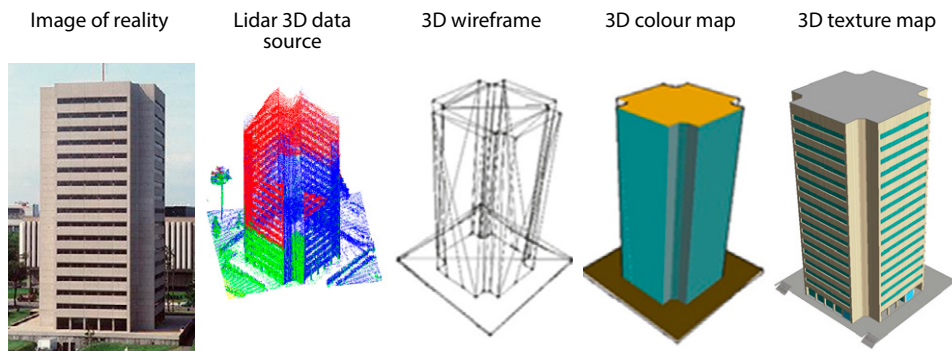 Image of reality
Lidar 3D data
source
3D wireframe
3D colour map
3D texture map